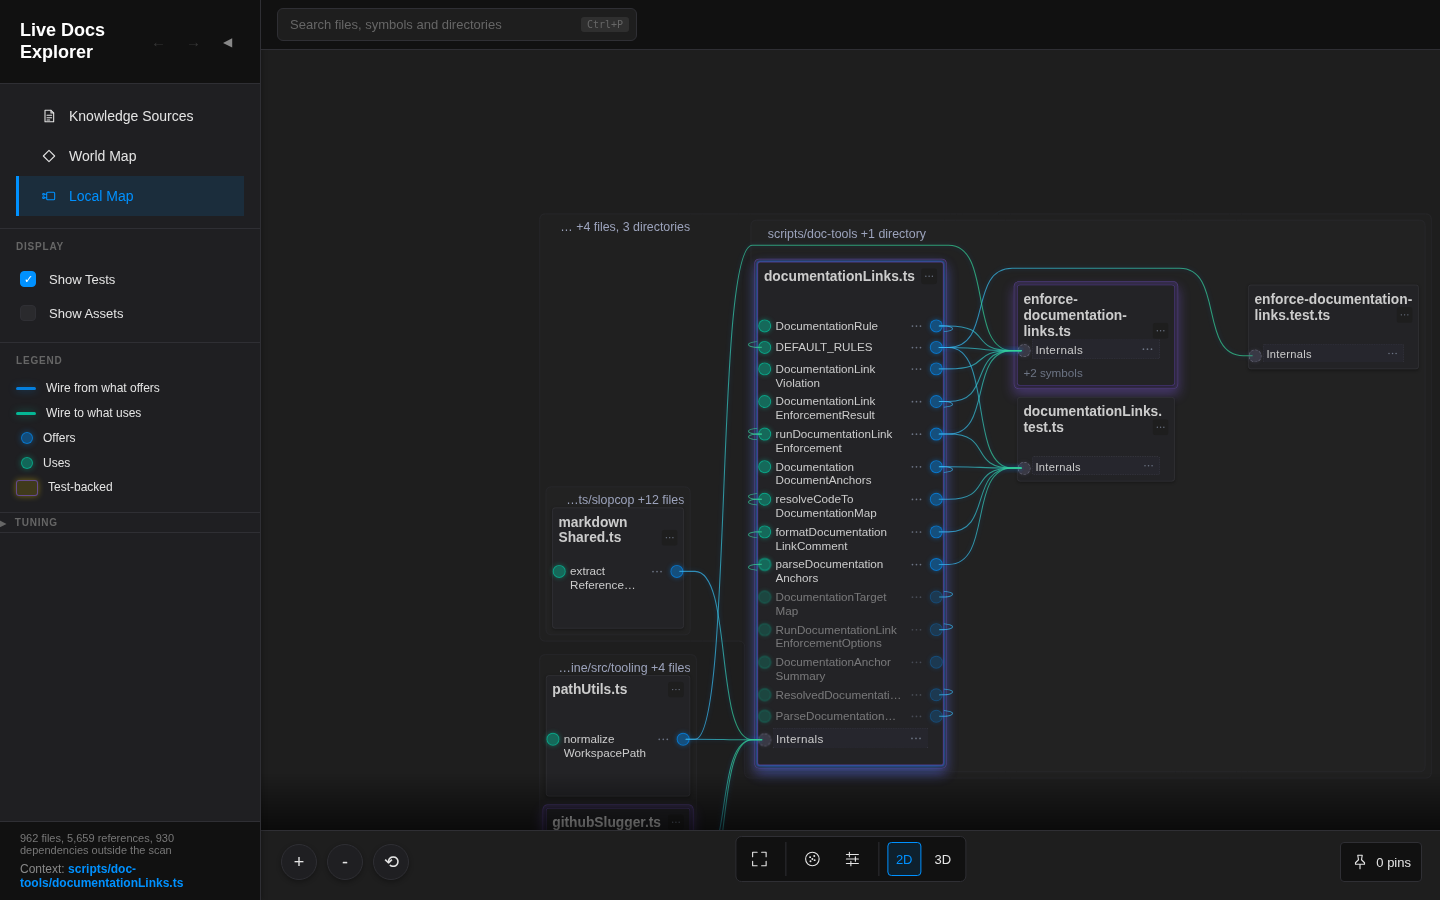 Live Docs
Explorer
Search files, symbols and directories
Ctrl+P
Knowledge Sources
World Map
Local Map
DISPLAY
Show Tests
Show Assets
LEGEND
Wire from what offers
Wire to what uses
Offers
Uses
Test-backed
TUNING
962 files, 5,659 references, 930
dependencies outside the scan
Context: scripts/doc-
tools/documentationLinks.ts
… +4 files, 3 directories
scripts/doc-tools +1 directory
documentationLinks.ts
DocumentationRule
DEFAULT_RULES
DocumentationLink
Violation
DocumentationLink
EnforcementResult
runDocumentationLink
Enforcement
Documentation
DocumentAnchors
resolveCodeTo
DocumentationMap
formatDocumentation
LinkComment
parseDocumentation
Anchors
DocumentationTarget
Map
RunDocumentationLink
EnforcementOptions
DocumentationAnchor
Summary
ResolvedDocumentati…
ParseDocumentation…
Internals
enforce-
documentation-
links.ts
Internals
+2 symbols
enforce-documentation-
links.test.ts
Internals
documentationLinks.
test.ts
Internals
…ts/slopcop +12 files
markdown
Shared.ts
extract
Reference…
…ine/src/tooling +4 files
pathUtils.ts
normalize
WorkspacePath
githubSlugger.ts
+
-
2D
3D
0 pins